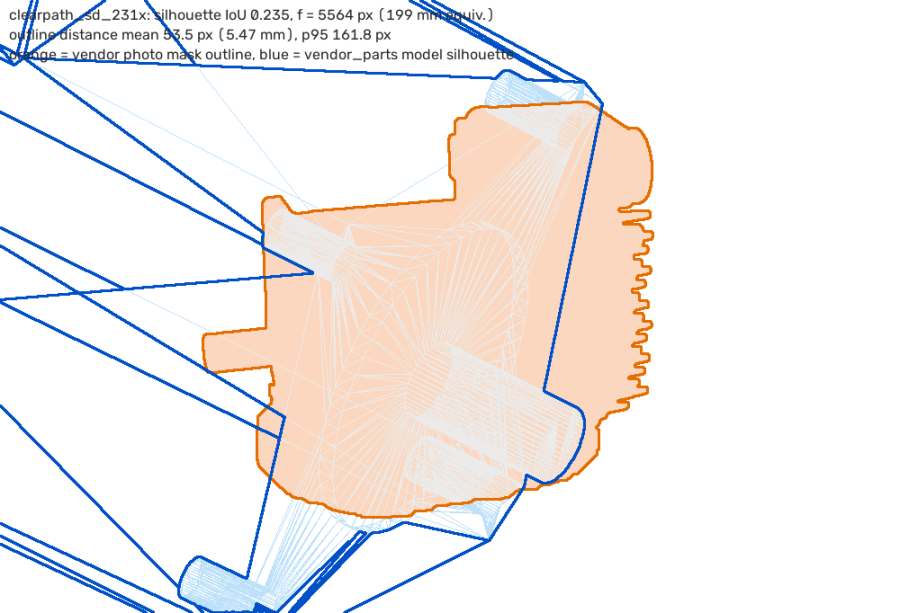 clearpath_sd_231x: silhouette IoU 0.235, f = 5564 px (199 mm equiv.)
outline distance mean 53.5 px (5.47 mm), p95 161.8 px
orange = vendor photo mask outline, blue = vendor_parts model silhouette